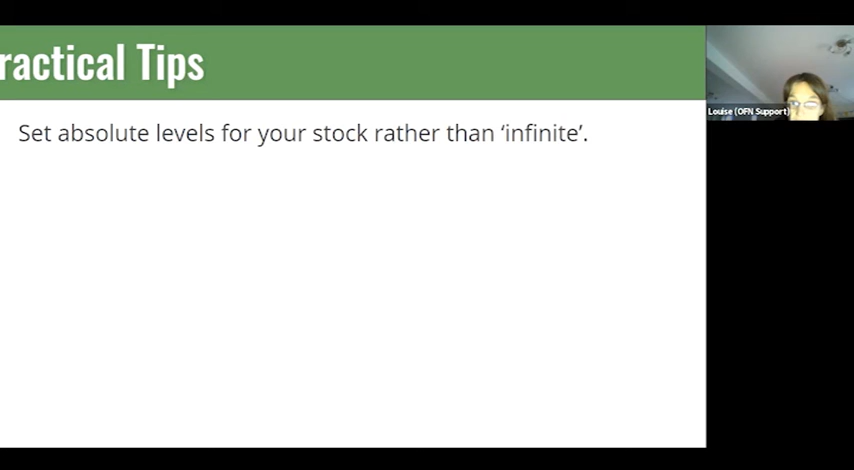 ractical Tips
Set absolute levels for your stock rather than ‘infinite’.
Louise (OFN Support)